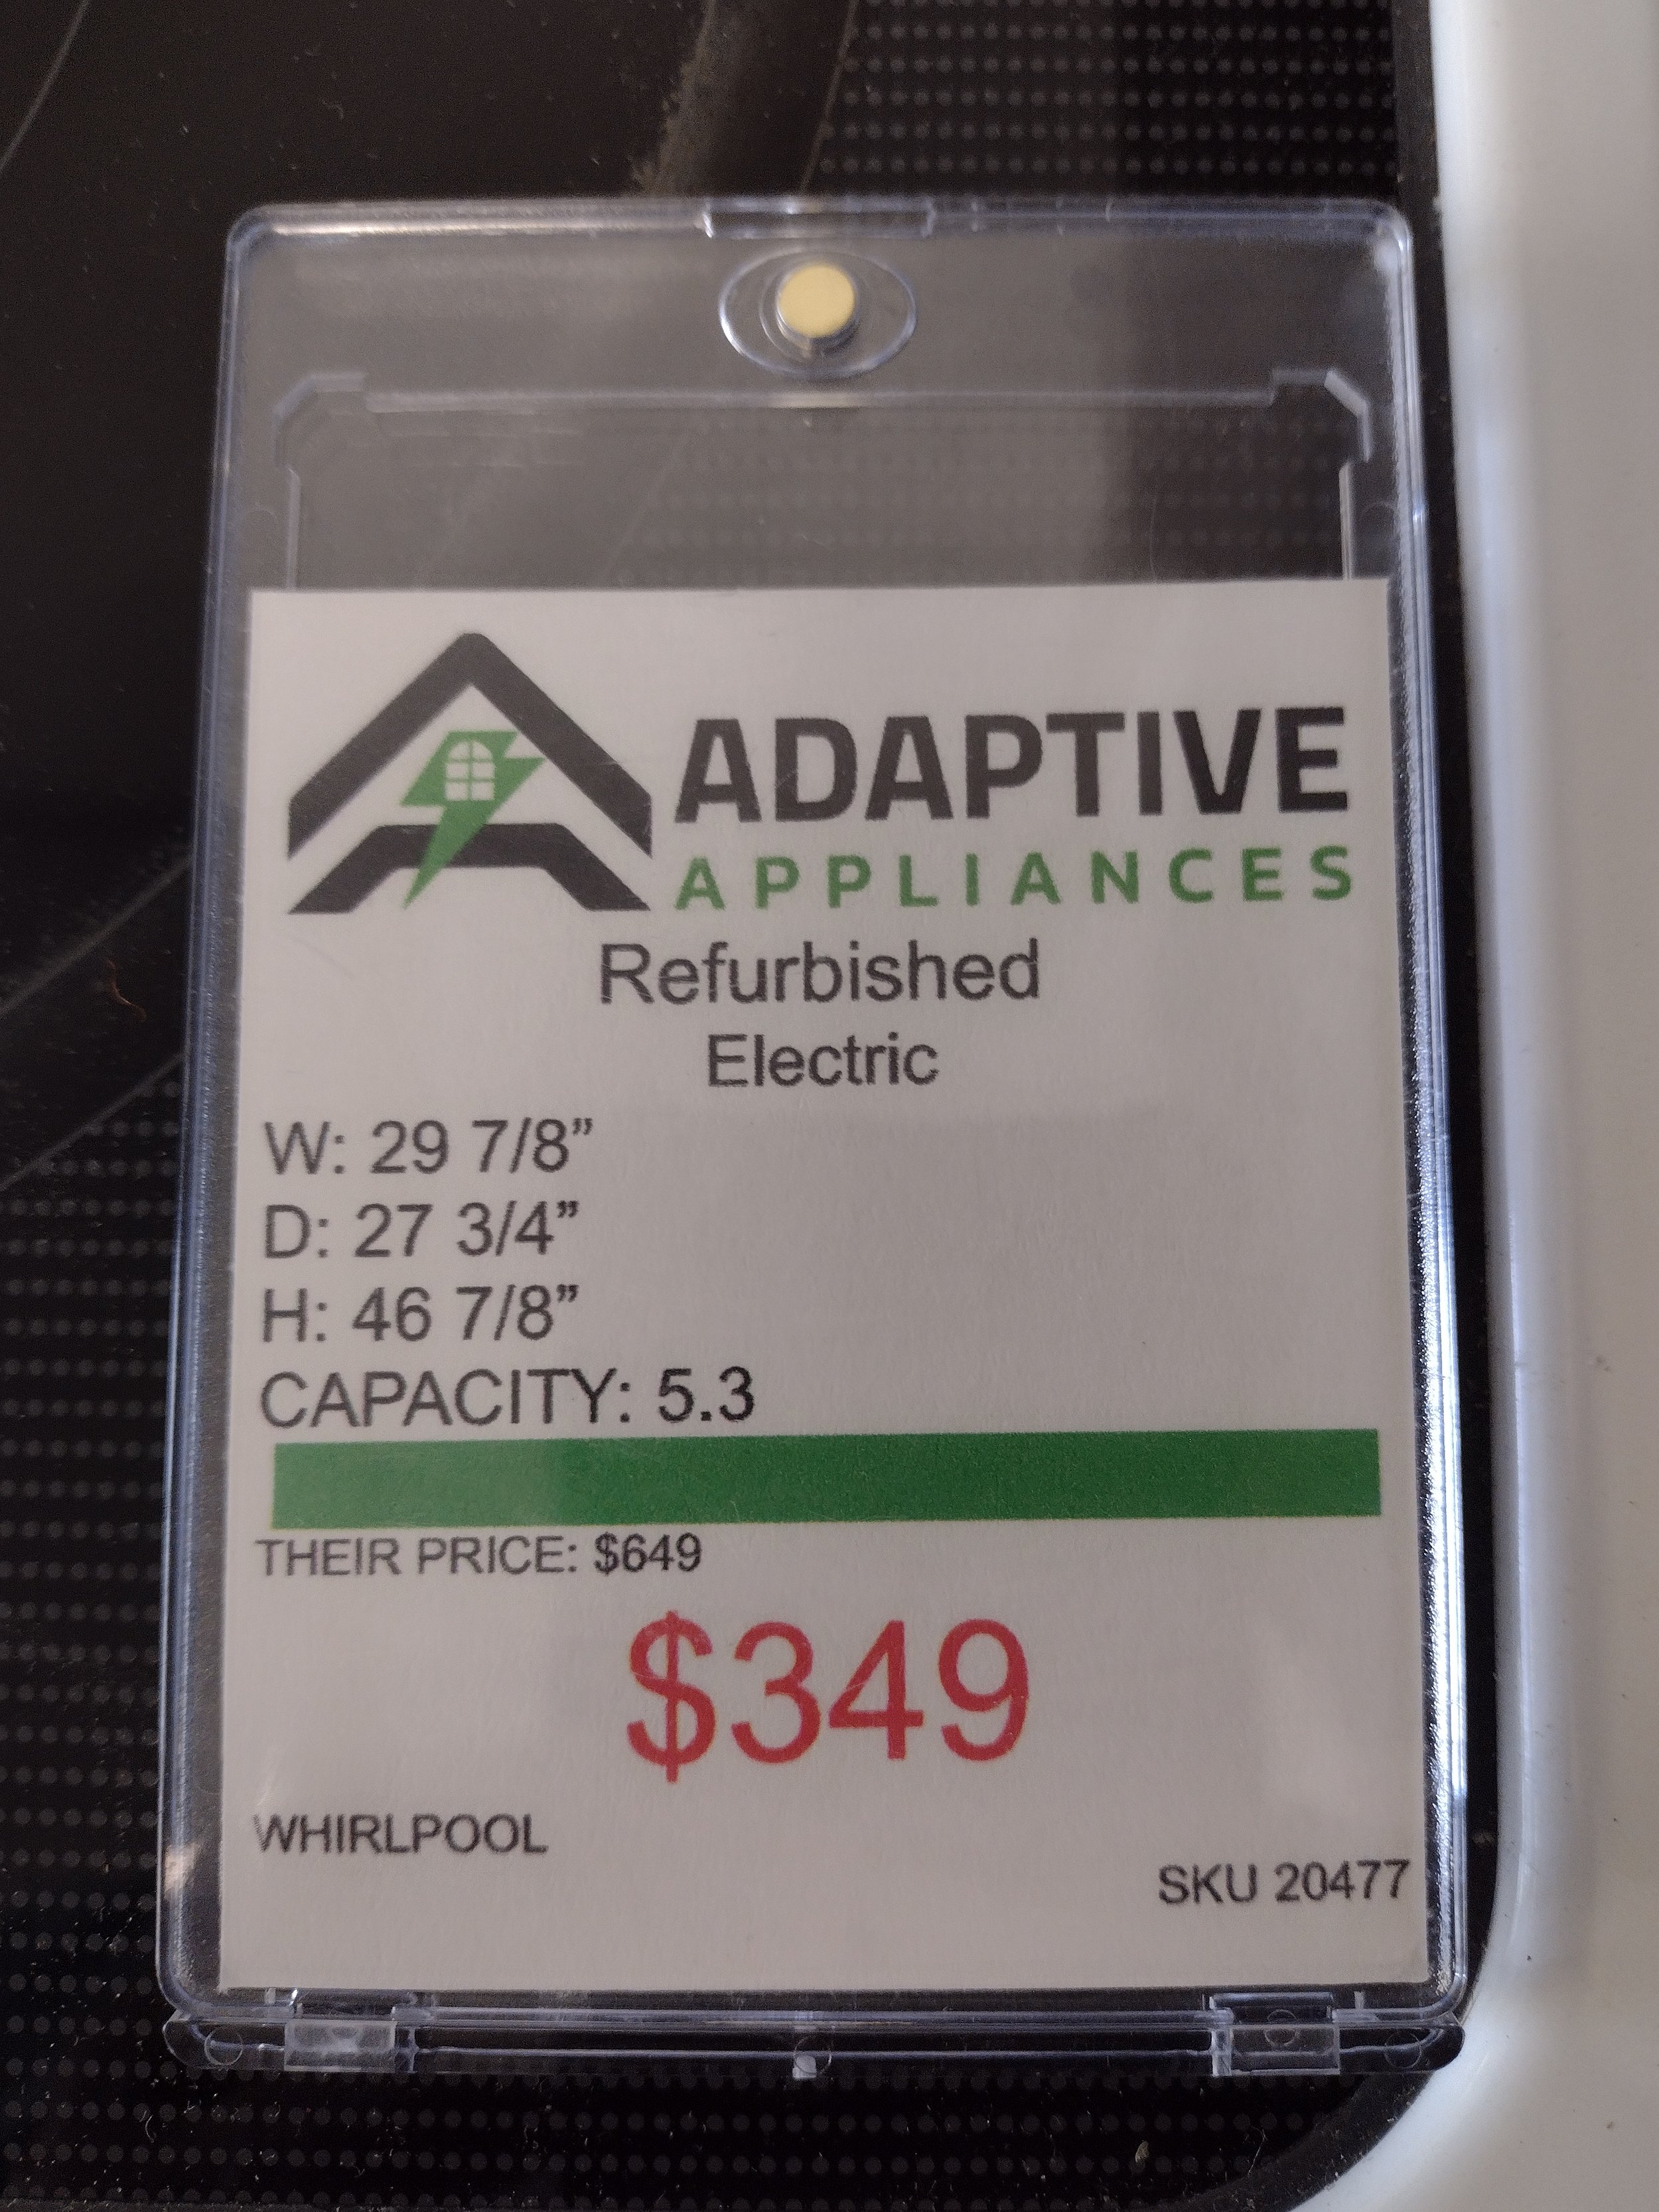 ADAPTIVE
APPLIANCES
Refurbished
Electric
W: 29 7/8”
D: 27 3/4”
H: 46 7/8”
CAPACITY: 5.3
THEIR PRICE: $649
$349
WHIRLPOOL
SKU 20477